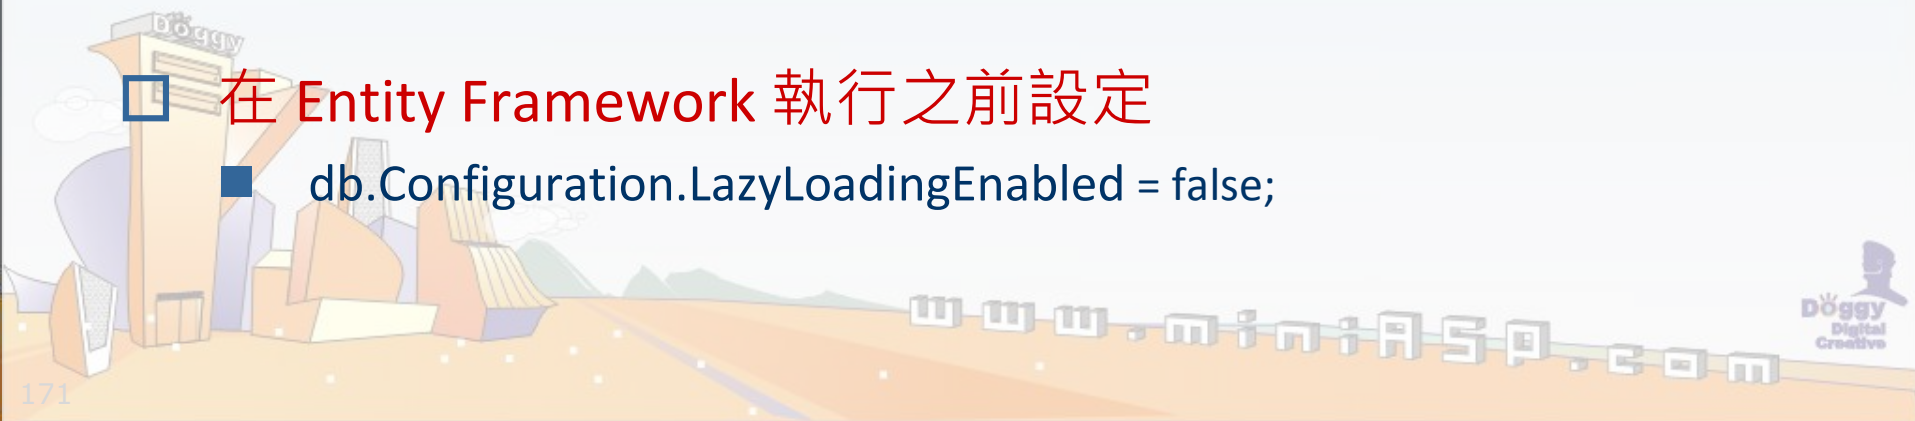 Doggy
在 Entity Framework 執行之前設定
db.Configuration.LazyLoadingEnabled = false;
www.miniASP.com
Doggy
Digital
Creative
171